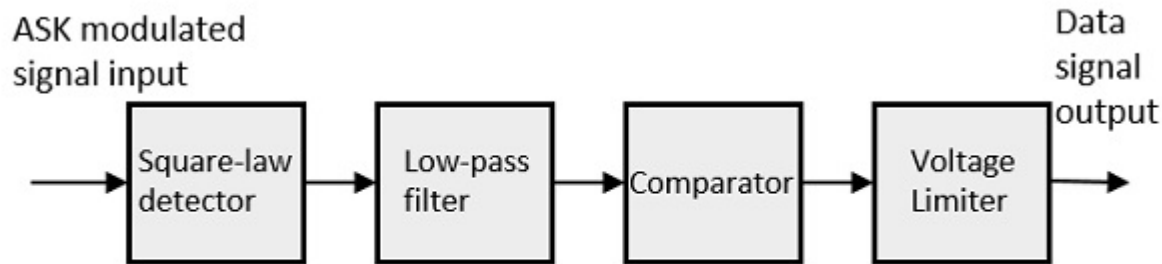 ASK modulated
signal input
Square-law
detector
Low-pass
filter
Comparator
Voltage
Limiter
Data
signal
output